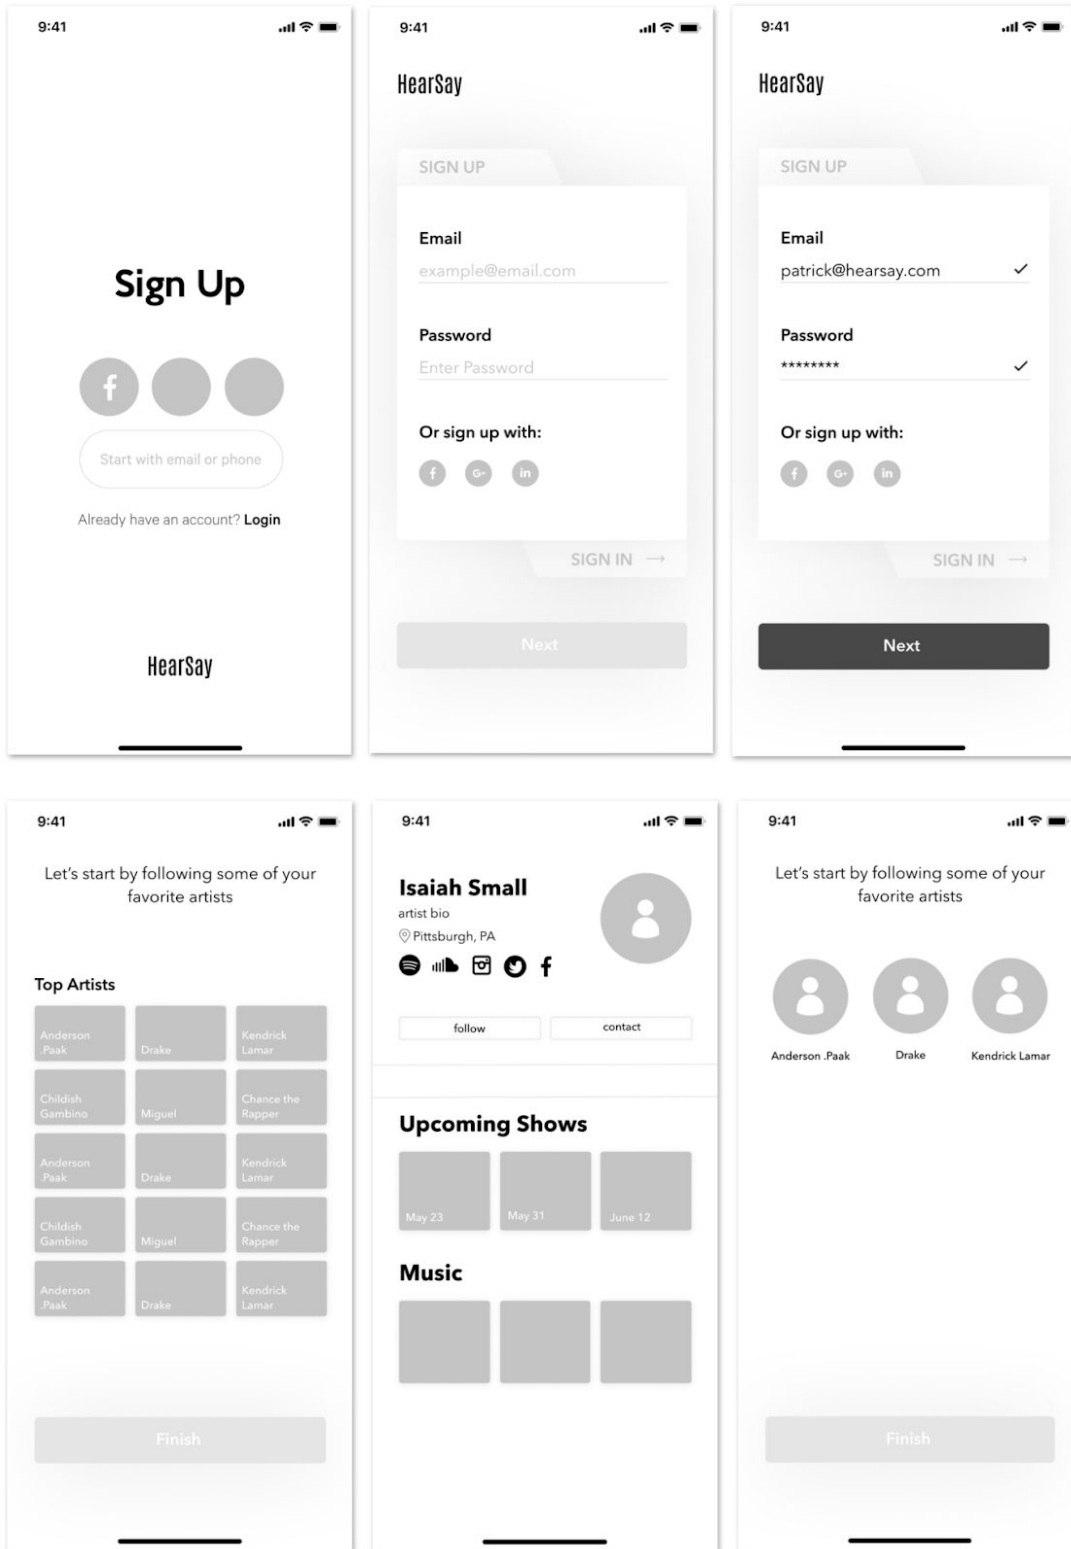 9:41
Sign Up
f
Start with email or phone
Already have an account? Login
HearSay
9:41
HearSay
SIGN UP
Email
example@email.com
Password
Enter Password
Or sign up with:
f G+ in
SIGN IN →
Next
9:41
HearSay
SIGN UP
Email
patrick@hearsay.com
Password
********
Or sign up with:
f G+ in
SIGN IN →
Next
9:41
Let's start by following some of your
favorite artists
Top Artists
Anderson
.Paak
Drake
Kendrick
Lamar
Childish
Gambino
Miguel
Chance the
Rapper
Anderson
.Paak
Drake
Kendrick
Lamar
Childish
Gambino
Miguel
Chance the
Rapper
Anderson
.Paak
Drake
Kendrick
Lamar
Finish
9:41
Isaiah Small
artist bio
Pittsburgh, PA
f
follow
contact
Upcoming Shows
May 23
May 31
June 12
Music
9:41
Let's start by following some of your
favorite artists
Anderson .Paak
Drake
Kendrick Lamar
Finish